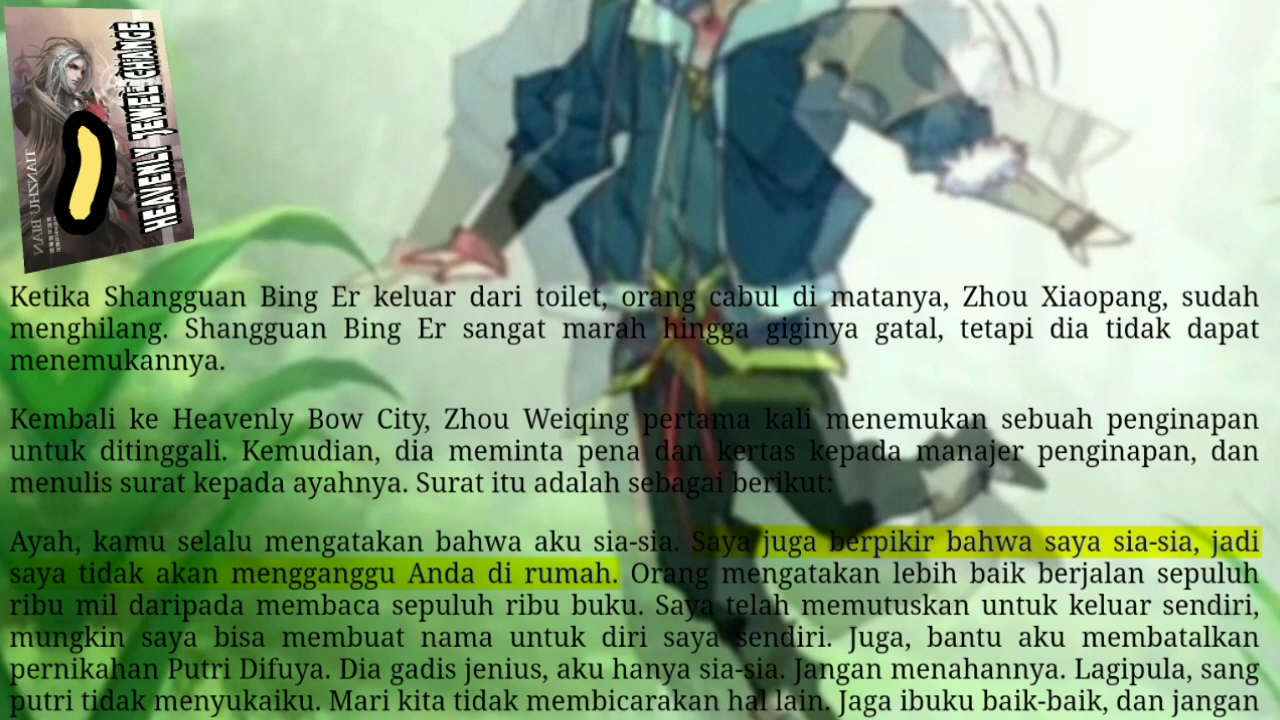 HEAVENLY JEWEL CHANGE
TIANZHU BIAN
Ketika Shangguan Bing Er keluar dari toilet, orang cabul di matanya, Zhou Xiaopang, sudah
menghilang. Shangguan Bing Er sangat marah hingga giginya gatal, tetapi dia tidak dapat
menemukannya.
Kembali ke Heavenly Bow City, Zhou Weiqing pertama kali menemukan sebuah penginapan
untuk ditinggali. Kemudian, dia meminta pena dan kertas kepada manajer penginapan, dan
menulis surat kepada ayahnya. Surat itu adalah sebagai berikut:
Ayah, kamu selalu mengatakan bahwa aku sia-sia. Saya juga berpikir bahwa saya sia-sia, jadi
saya tidak akan mengganggu Anda di rumah. Orang mengatakan lebih baik berjalan sepuluh
ribu mil daripada membaca sepuluh ribu buku. Saya telah memutuskan untuk keluar sendiri,
mungkin saya bisa membuat nama untuk diri saya sendiri. Juga, bantu aku membatalkan
pernikahan Putri Difuya. Dia gadis jenius, aku hanya sia-sia. Jangan menahannya. Lagipula, sang
putri tidak menyukaiku. Mari kita tidak membicarakan hal lain. Jaga ibuku baik-baik, dan jangan